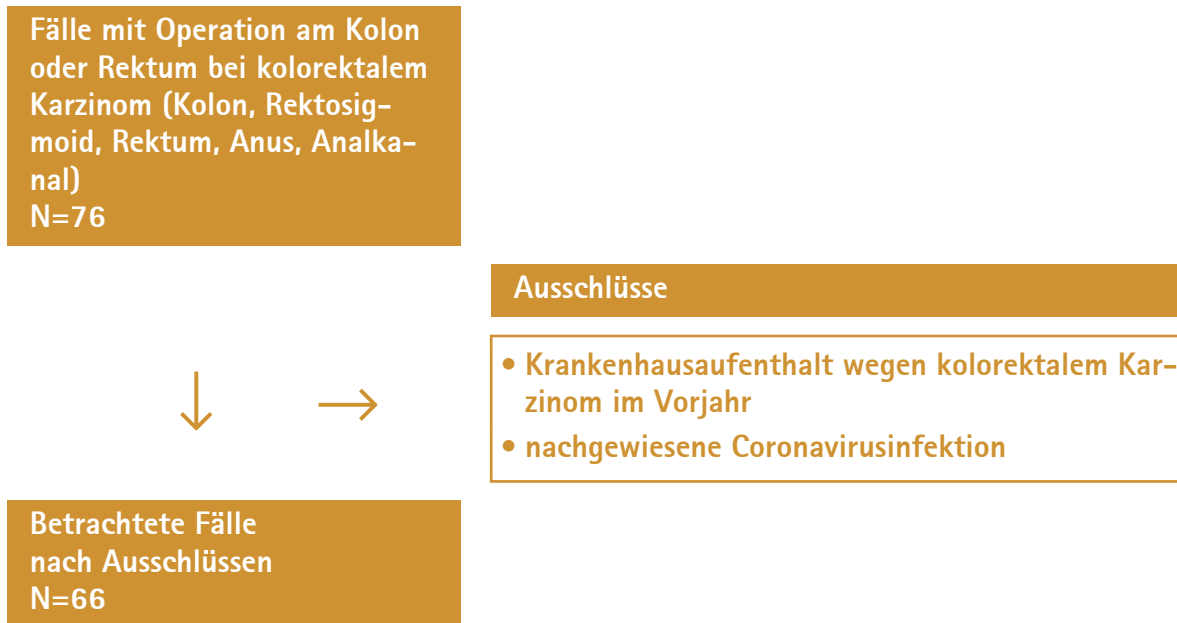 Fälle mit Operation am Kolon
oder Rektum bei kolorektalem
Karzinom (Kolon, Rektosig-
moid, Rektum, Anus, Analka-
nal)
N=76
Ausschlüsse
• Krankenhausaufenthalt wegen kolorektalem Kar-
zinom im Vorjahr
• nachgewiesene Coronavirusinfektion
Betrachtete Fälle
nach Ausschlüssen
N=66